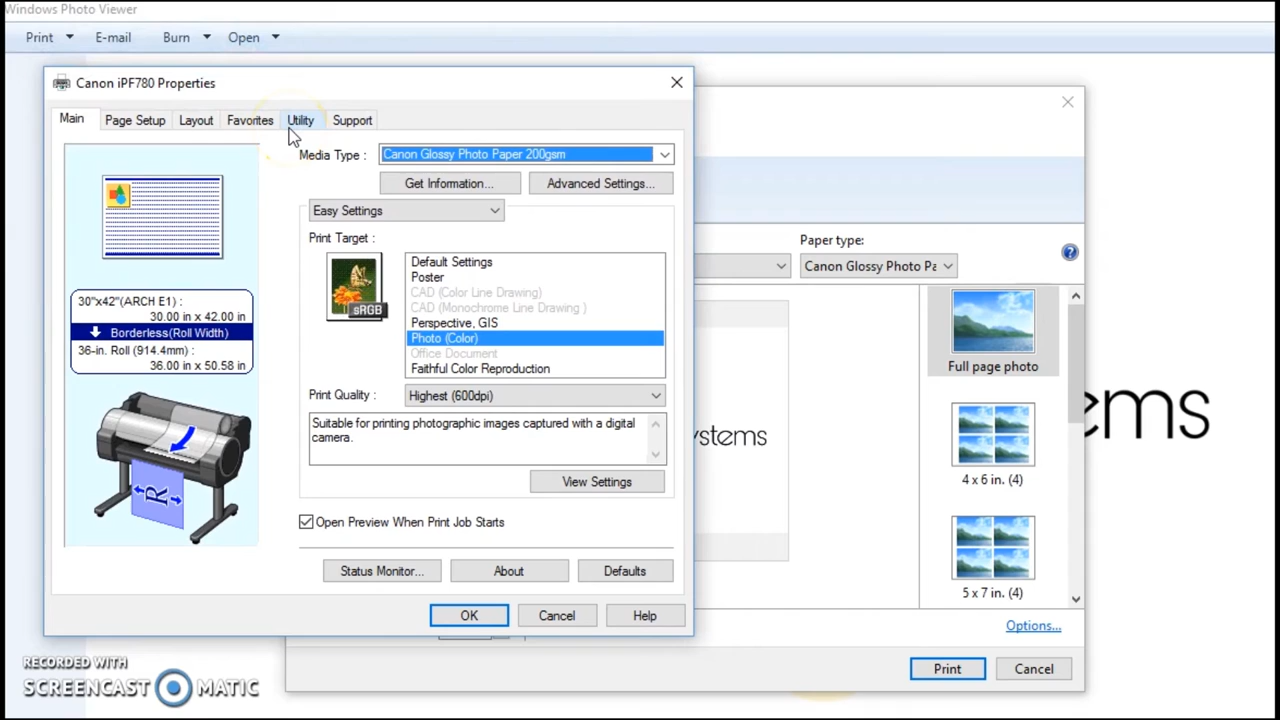 Windows Photo Viewer
Print E-mail Burn Open
Canon iPF780 Properties
Main Page Setup Layout Favorites Utility Support
Media Type : Canon Glossy Photo Paper 200gsm
Get Information... Advanced Settings...
Easy Settings
Print Target :
sRGB
Default Settings
Poster
CAD (Color Line Drawing)
CAD (Monochrome Line Drawing )
Perspective, GIS
Photo (Color)
Office Document
Faithful Color Reproduction
30"x42"(ARCH E1) :
30.00 in x 42.00 in
Borderless(Roll Width)
36-in. Roll (914.4mm) :
36.00 in x 50.58 in
R
Print Quality : Highest (600dpi)
Suitable for printing photographic images captured with a digital
camera.
View Settings
Open Preview When Print Job Starts
Status Monitor... About Defaults
OK Cancel Help
Paper type:
Canon Glossy Photo Pa
?
ystems
ems
Full page photo
4 x 6 in. (4)
5 x 7 in. (4)
Options...
Print Cancel
RECORDED WITH
SCREENCAST MATIC